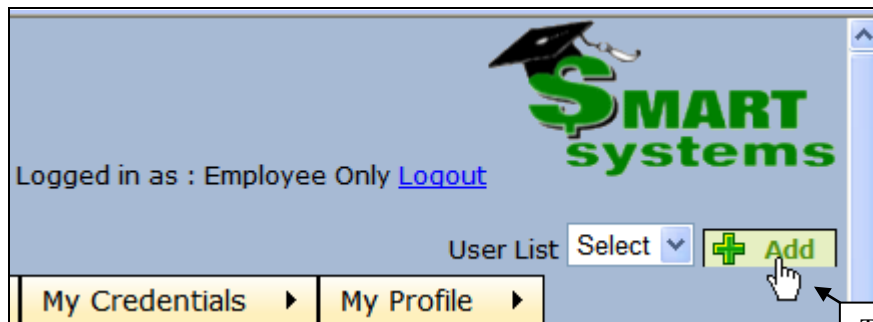 $MART
systems
Logged in as : Employee Only Logout
User List Select Add
My Credentials My Profile